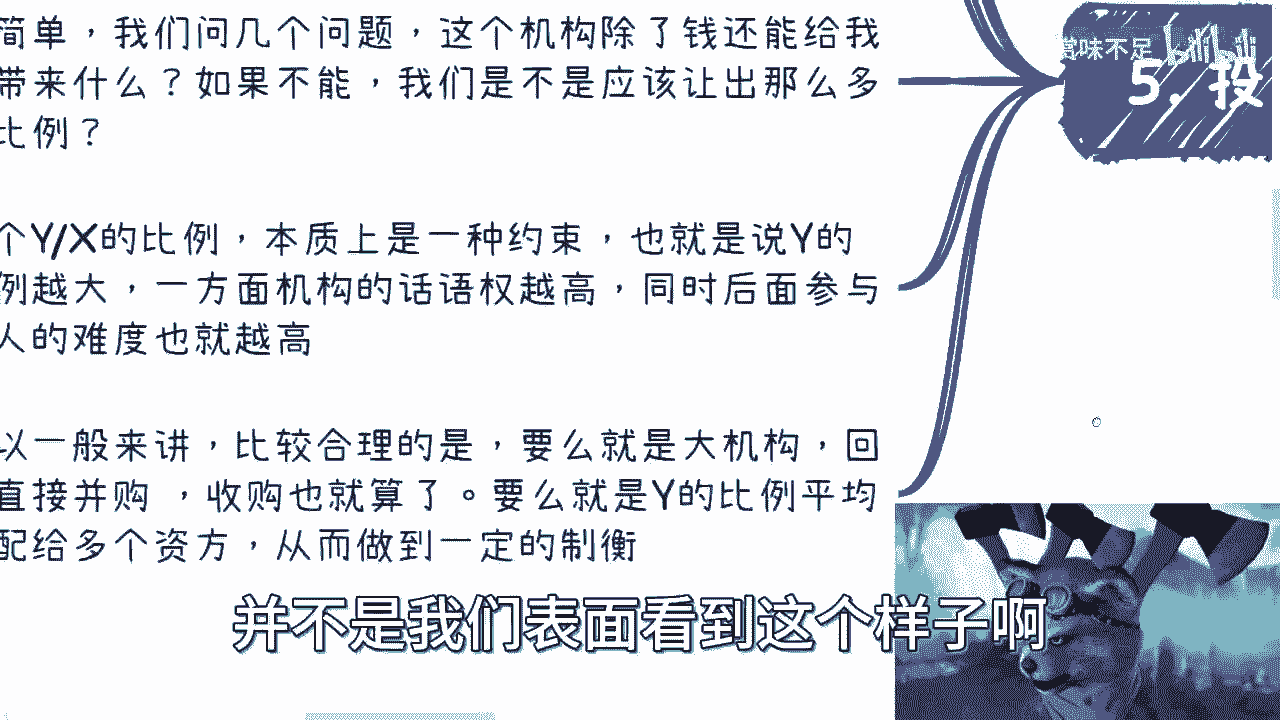 简单，我们问几个问题，这个机构除了钱还能给我
带来什么？如果不能，我们是不是应该让出那么多
比例？
个Y/X的比例，本质上是一种约束，也就是说Y的
例越大，一方面机构的话语权越高，同时后面参与
人的难度也就越高
以一般来讲，比较合理的是，要么就是大机构，回
直接并购 ，收购也就算了。要么就是Y的比例平均
配给多个资方，从而做到一定的制衡
赏味不足 bilibili
5. 投
并不是我们表面看到这个样子啊